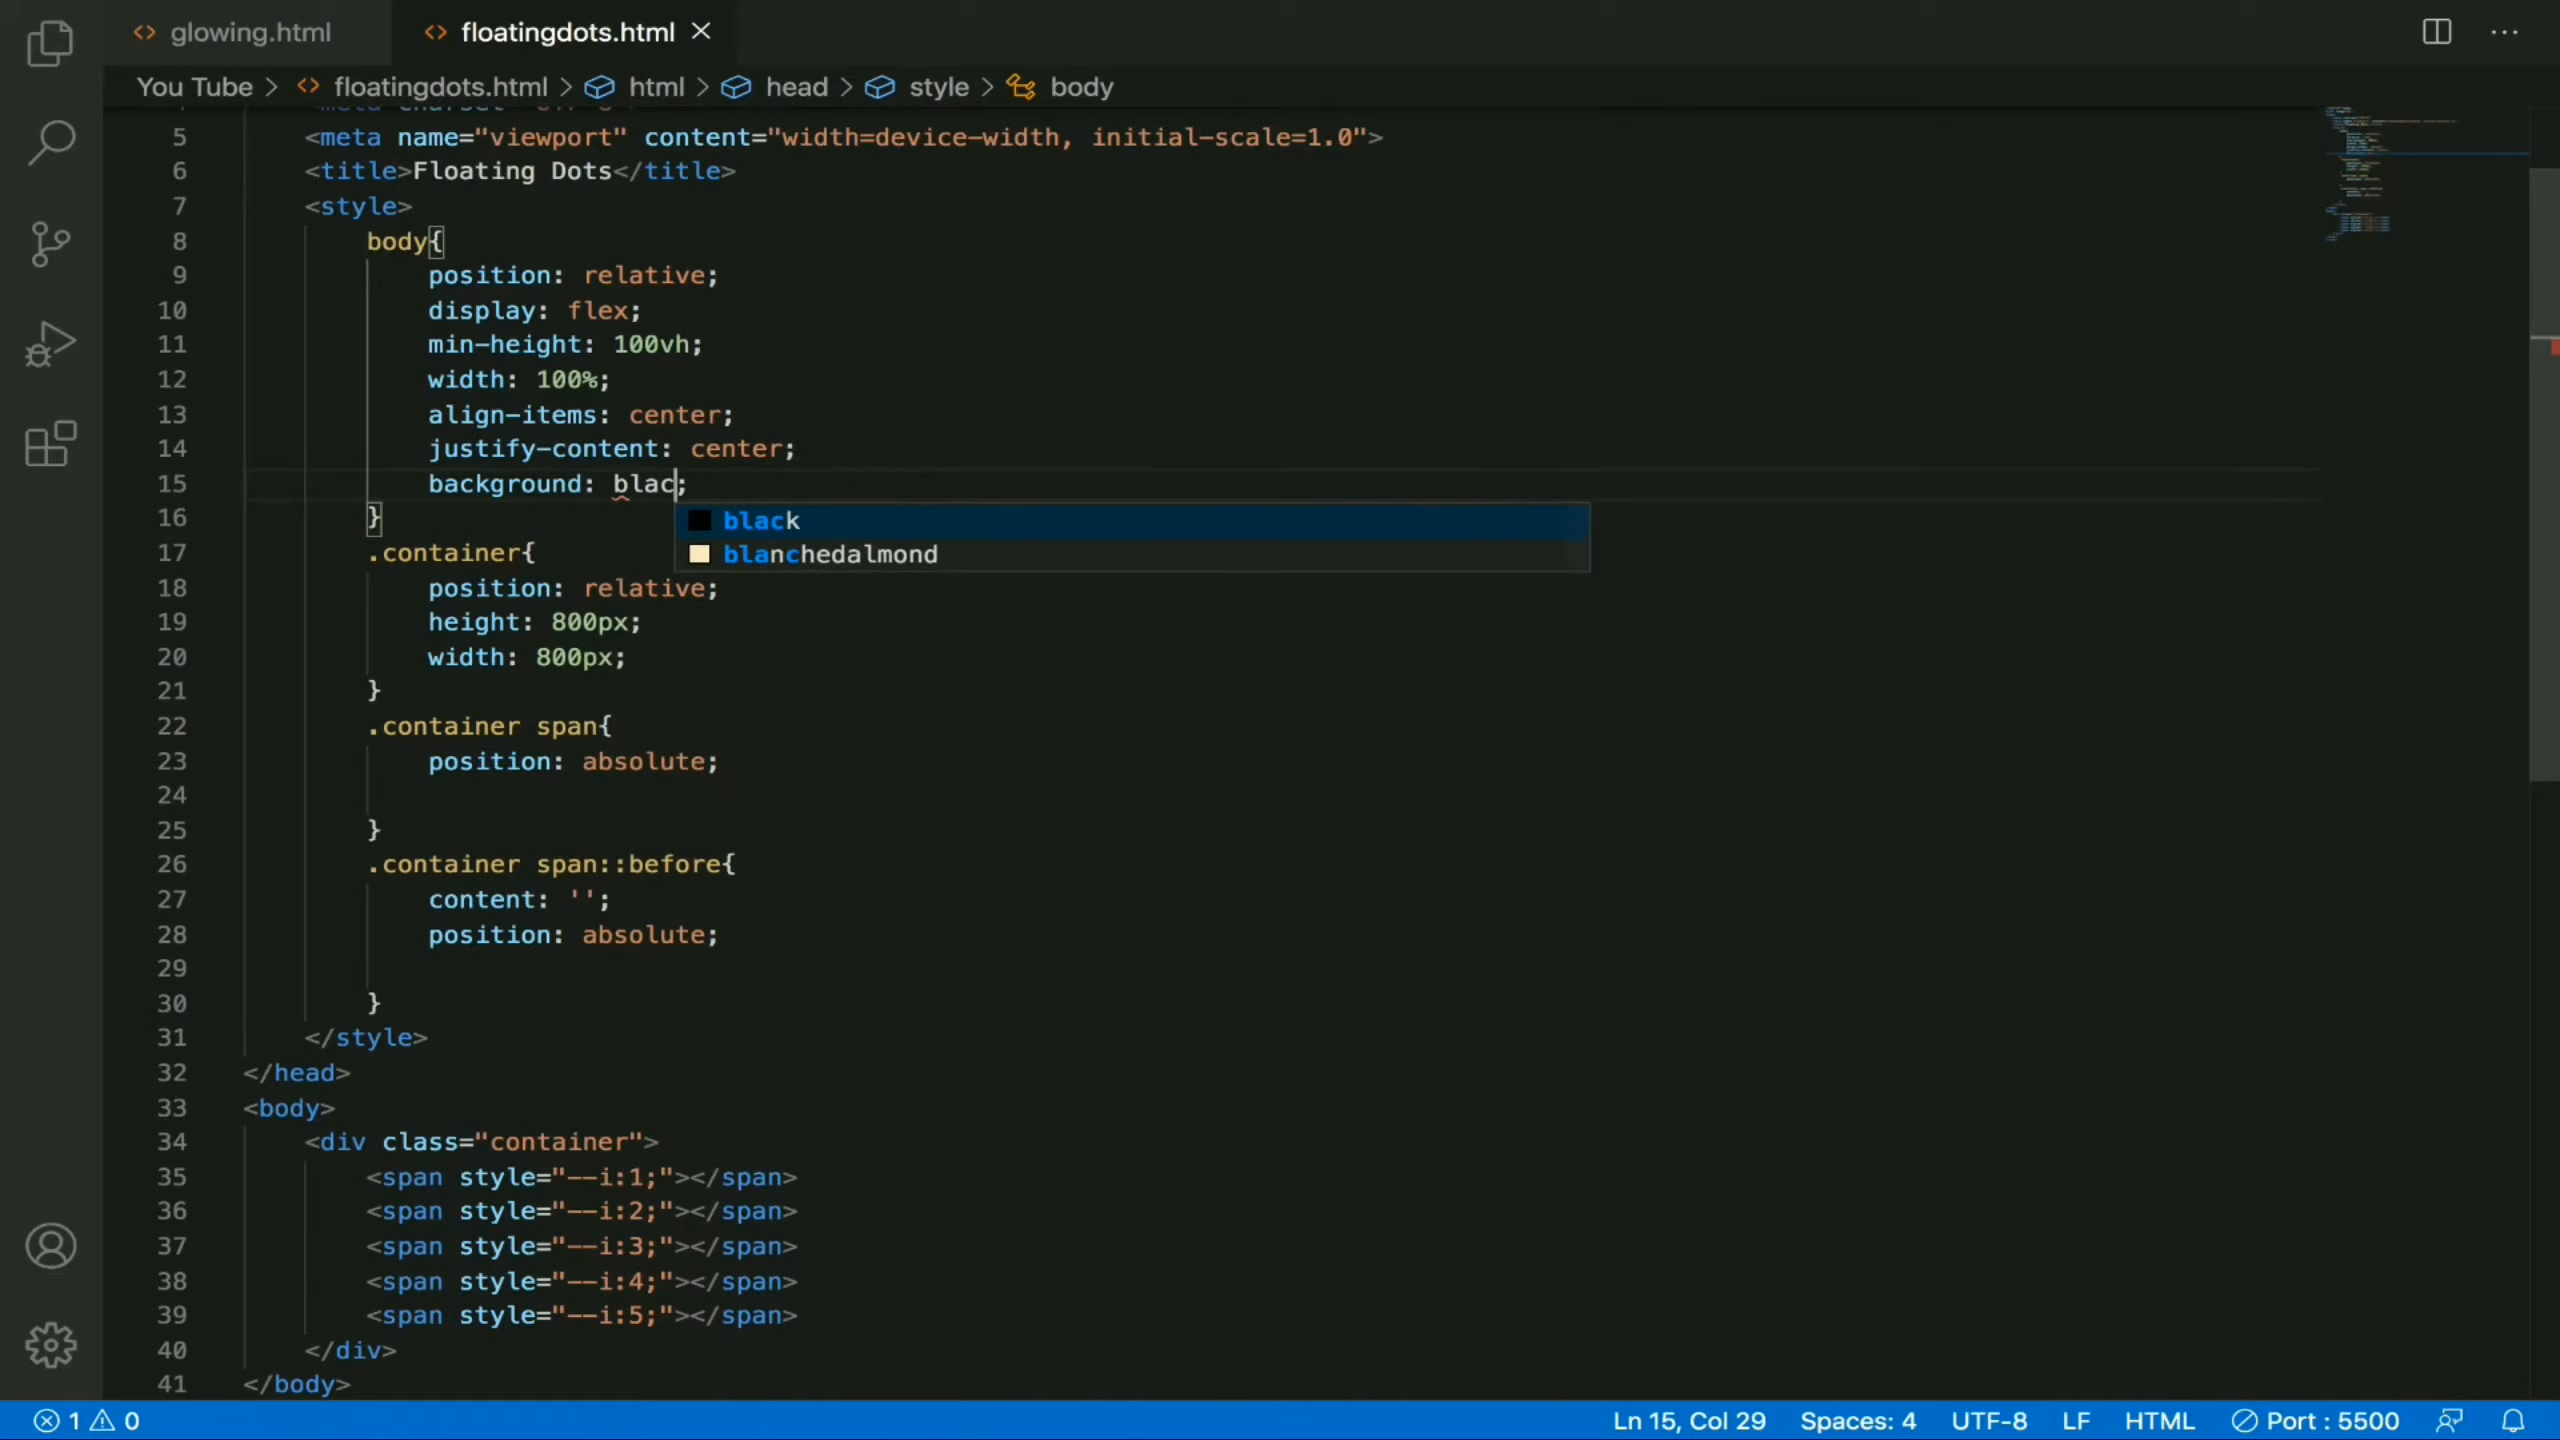 glowing.html
floatingdots.html
You Tube > floatingdots.html > html > head > style > body
5 <meta name="viewport" content="width=device-width, initial-scale=1.0">
6 <title>Floating Dots</title>
7 <style>
8 body{
9 position: relative;
10 display: flex;
11 min-height: 100vh;
12 width: 100%;
13 align-items: center;
14 justify-content: center;
15 background: blac;
black
16 }
blanchedalmond
17 .container{
18 position: relative;
19 height: 800px;
20 width: 800px;
21 }
22 .container span{
23 position: absolute;
24
25 }
26 .container span::before{
27 content: '';
28 position: absolute;
29
30 }
31 </style>
32 </head>
33 <body>
34 <div class="container">
35 <span style="--i:1;"></span>
36 <span style="--i:2;"></span>
37 <span style="--i:3;"></span>
38 <span style="--i:4;"></span>
39 <span style="--i:5;"></span>
40 </div>
41 </body>
1 0 Ln 15, Col 29 Spaces: 4 UTF-8 LF HTML Port : 5500